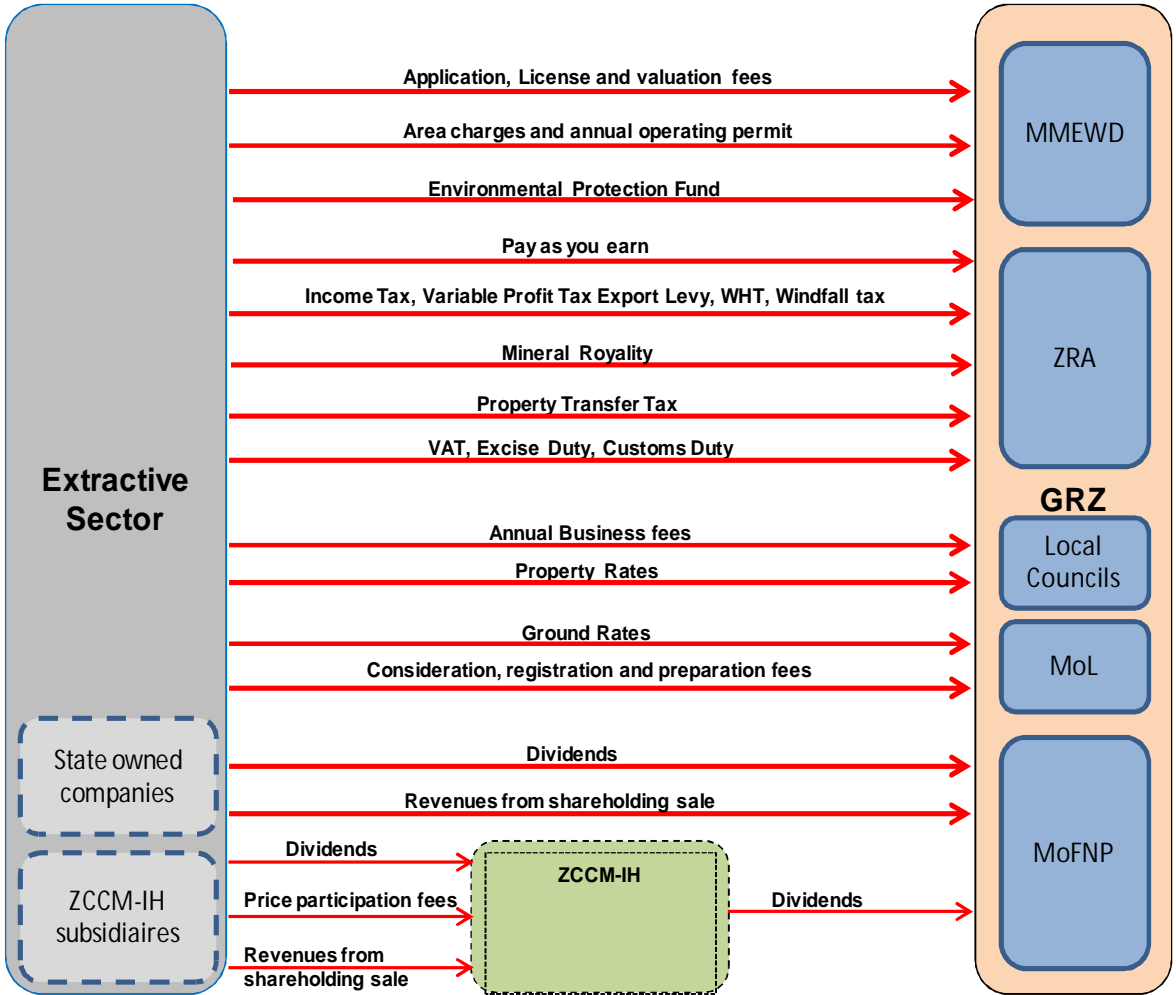 Application, License and valuation fees
MMEWD
Area charges and annual operating permit
Environmental Protection Fund
Pay as you earn
Income Tax, Variable Profit Tax Export Levy, WHT, Windfall tax
ZRA
Mineral Royality
Property Transfer Tax
VAT, Excise Duty, Customs Duty
Extractive
Sector
GRZ
Annual Business fees
Local
Councils
Property Rates
Ground Rates
MoL
Consideration, registration and preparation fees
State owned
companies
Dividends
Revenues from shareholding sale
MoFNP
Dividends
ZCCM-IH
ZCCM-IH
subsidiaires
Price participation fees
Dividends
Revenues from
shareholding sale